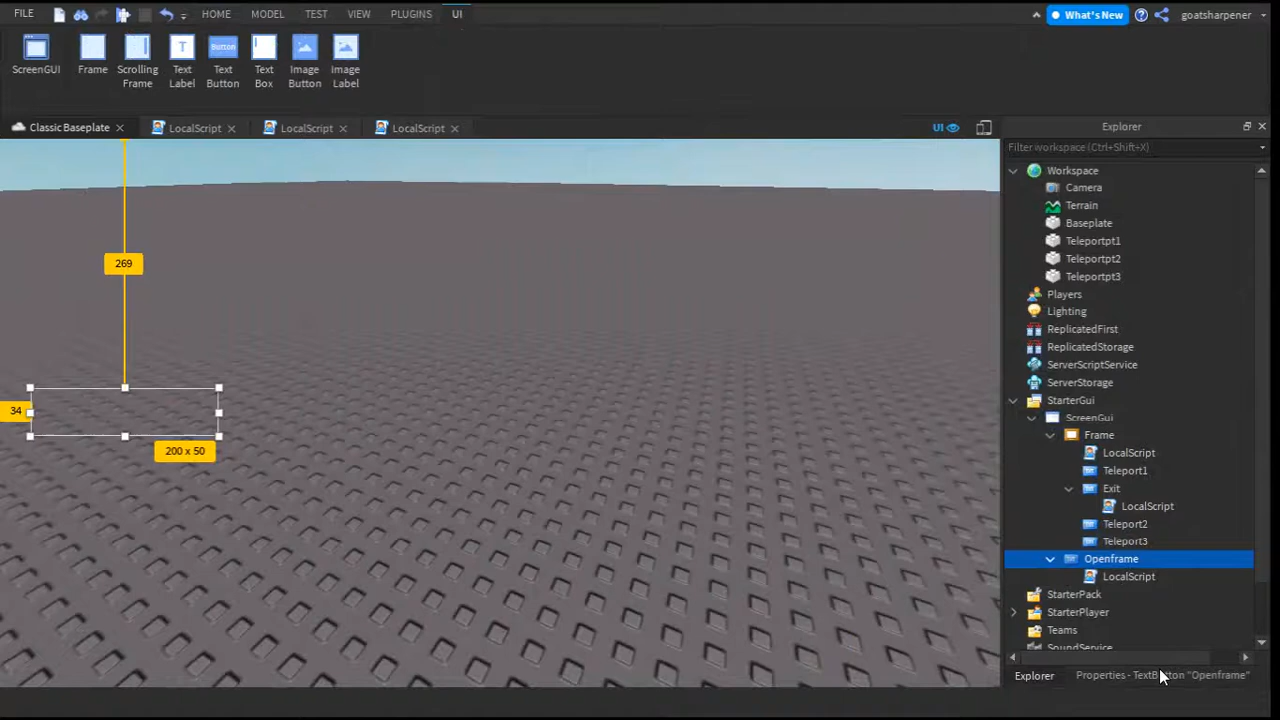 FILE HOME MODEL TEST VIEW PLUGINS UI What's New goatsharpener
ScreenGUI Frame Scrolling Frame Text Label Text Button Text Box Image Button Image Label
T Button
Classic Baseplate LocalScript LocalScript LocalScript UI
Explorer
Filter workspace (Ctrl+Shift+X)
Workspace
Camera
Terrain
Baseplate
Teleportpt1
Teleportpt2
Teleportpt3
Players
Lighting
ReplicatedFirst
ReplicatedStorage
ServerScriptService
ServerStorage
StarterGui
ScreenGui
Frame
LocalScript
Teleport1
Exit
LocalScript
Teleport2
Teleport3
Openframe
LocalScript
StarterPack
StarterPlayer
Teams
SoundService
269
34
200 x 50
Explorer Properties - TextButton "Openframe"